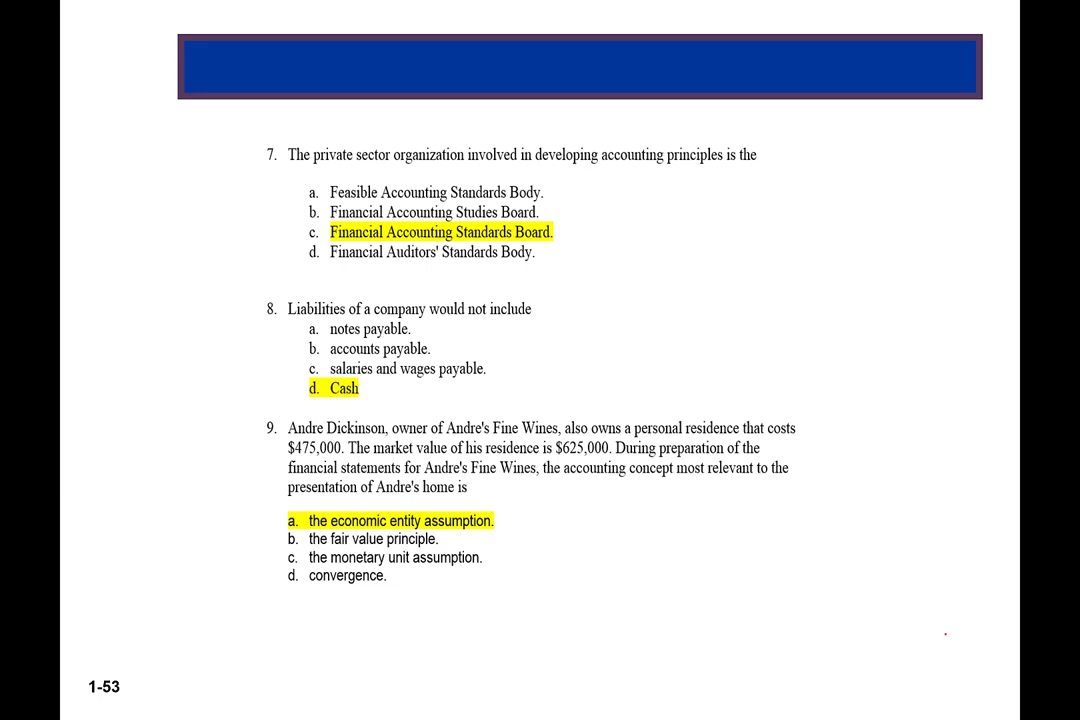 7. The private sector organization involved in developing accounting principles is the
a. Feasible Accounting Standards Body.
b. Financial Accounting Studies Board.
c. Financial Accounting Standards Board.
d. Financial Auditors' Standards Body.
8. Liabilities of a company would not include
a. notes payable.
b. accounts payable.
c. salaries and wages payable.
d. Cash
9. Andre Dickinson, owner of Andre's Fine Wines, also owns a personal residence that costs
$475,000. The market value of his residence is $625,000. During preparation of the
financial statements for Andre's Fine Wines, the accounting concept most relevant to the
presentation of Andre's home is
a. the economic entity assumption.
b. the fair value principle.
c. the monetary unit assumption.
d. convergence.
1-53